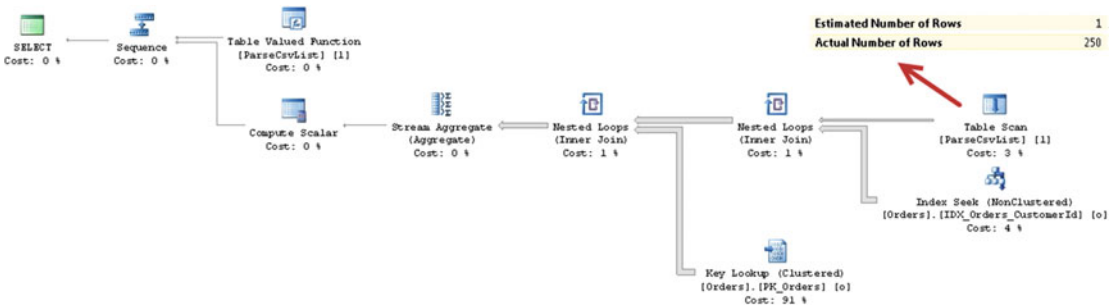 Estimated Number of Rows 1
Actual Number of Rows 250
SELECT
Cost: 0 %
Sequence
Cost: 0 %
Table Valued Function
[ParseCsvList] [l]
Cost: 0 %
Compute Scalar
Cost: 0 %
Stream Aggregate
(Aggregate)
Cost: 0 %
Nested Loops
(Inner Join)
Cost: 1 %
Nested Loops
(Inner Join)
Cost: 1 %
Table Scan
[ParseCsvList] [l]
Cost: 3 %
Index Seek (NonClustered)
[Orders].[IDX_Orders_CustomerId] [o]
Cost: 4 %
Key Lookup (Clustered)
[Orders].[PK_Orders] [o]
Cost: 91 %